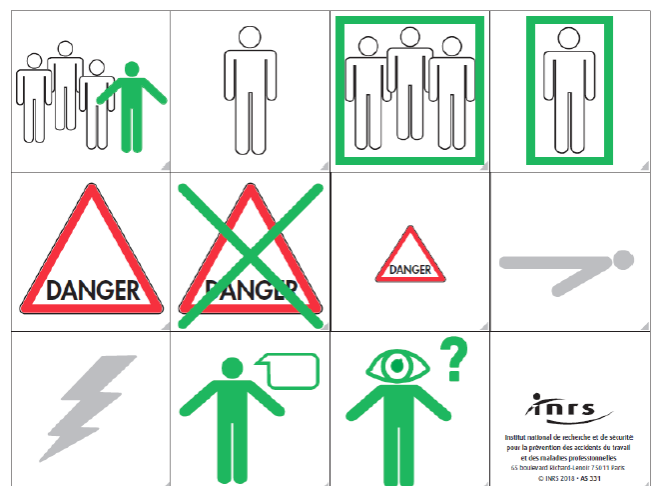 DANGER
DANGER
DANGER
?
inrs
Institut national de recherche et de sécurité
pour la prévention des accidents du travail
et des maladies professionnelles
65 boulevard Richard-Lenoir 75011 Paris
© INRS 2018 • AS 331